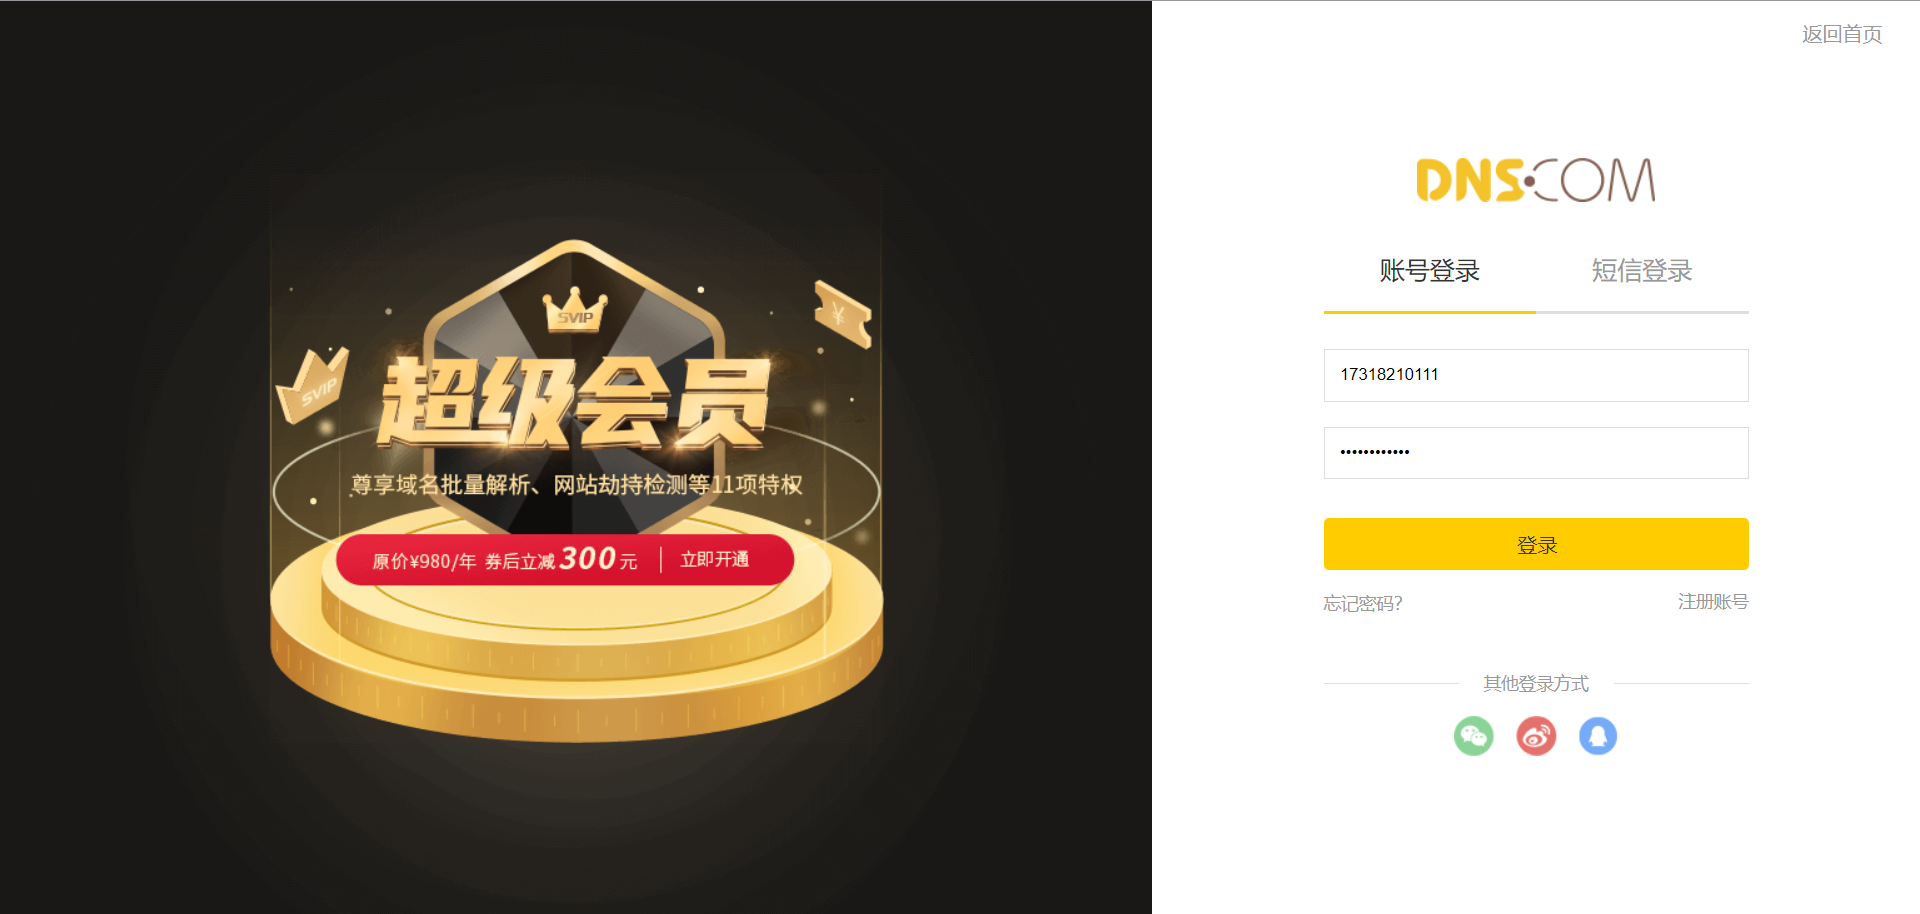 返回首页
SVIP
SVIP
¥
超级会员
尊享域名批量解析、网站劫持检测等11项特权
原价¥980/年 券后立减300元 | 立即开通
DNS.COM
账号登录
短信登录
17318210111
••••••••••••
登录
忘记密码?
注册账号
其他登录方式